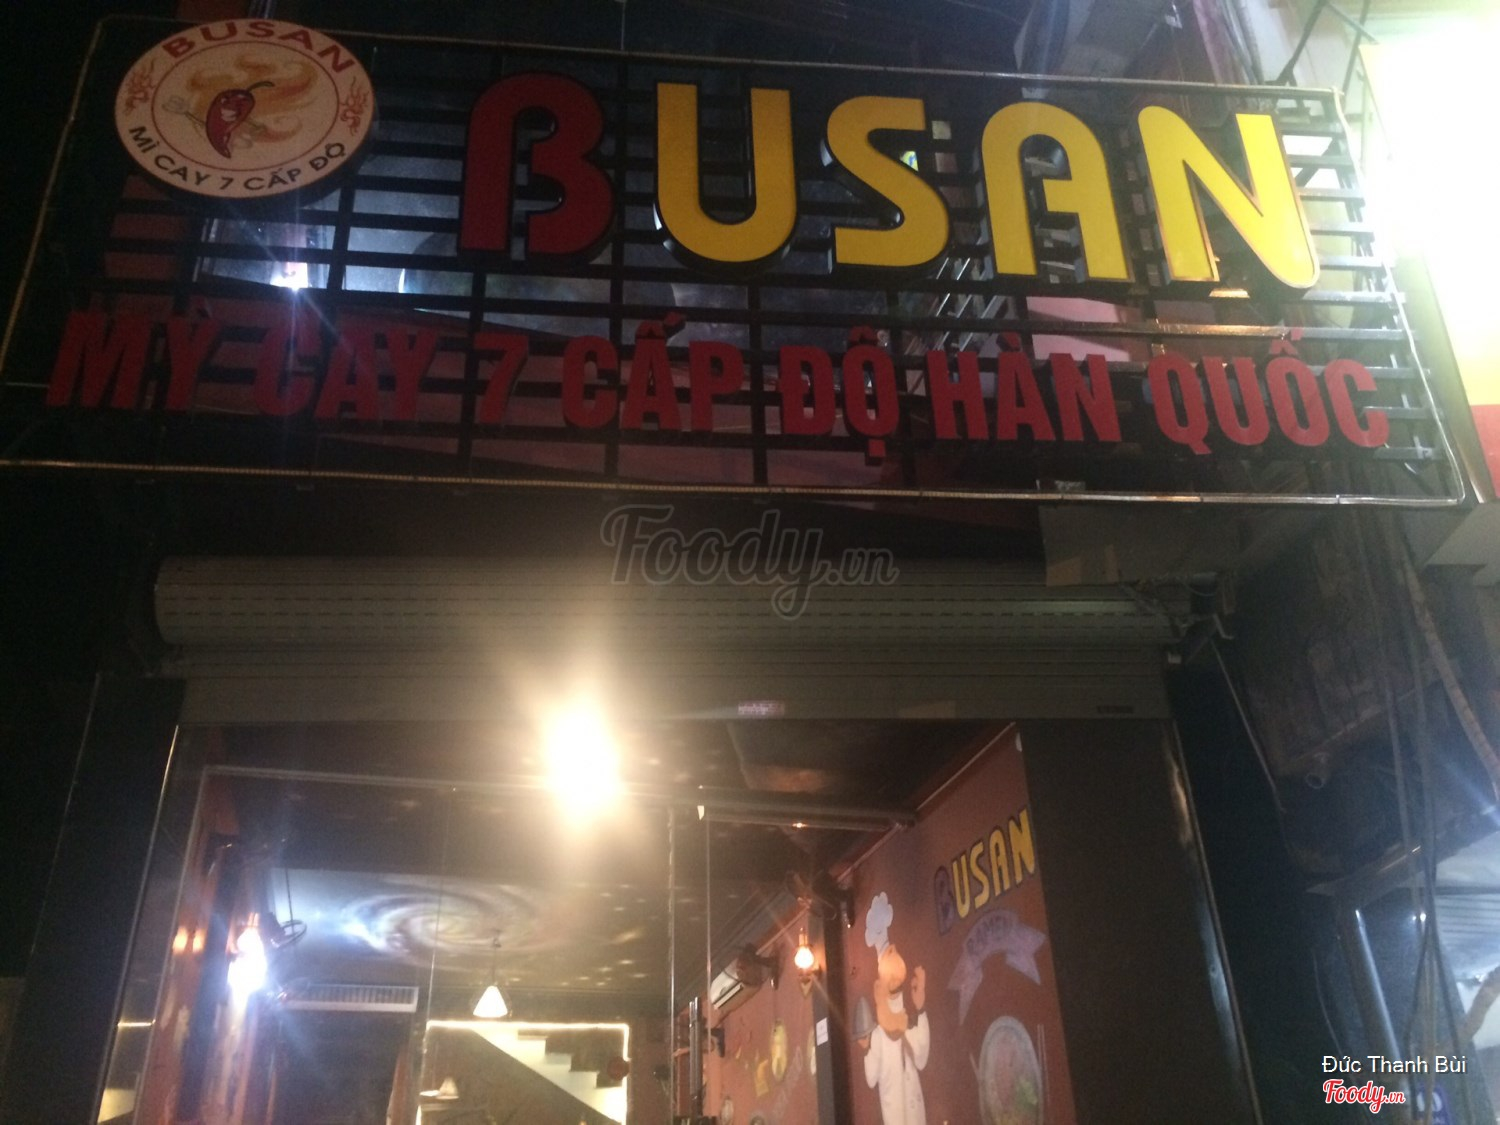 BUSAN
MÌ CAY 7 CẤP ĐỘ
BUSAN
MỲ CAY 7 CẤP ĐỘ HÀN QUỐC
Foody.vn
BUSAN
RAMEN
Đức Thanh Bùi
Foody.vn